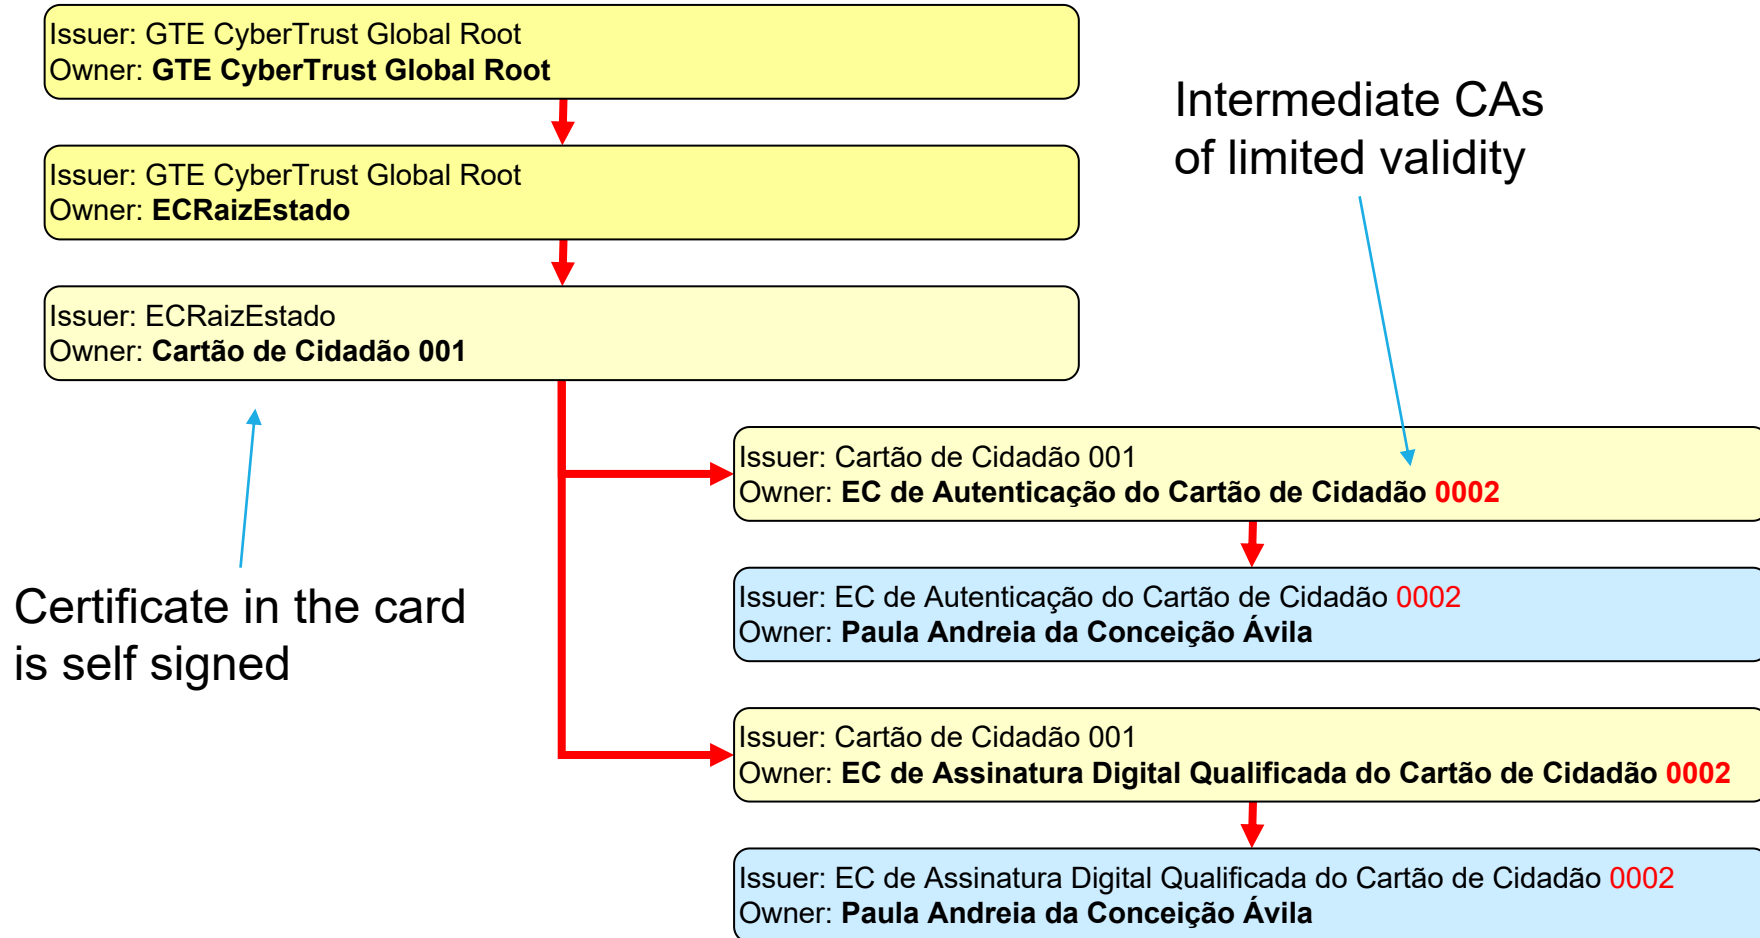 Issuer: GTE CyberTrust Global Root
Owner: GTE CyberTrust Global Root
Intermediate CAs
of limited validity
Issuer: GTE CyberTrust Global Root
Owner: ECRaizEstado
Issuer: ECRaizEstado
Owner: Cartão de Cidadão 001
Issuer: Cartão de Cidadão 001
Owner: EC de Autenticação do Cartão de Cidadão 0002
Certificate in the card
is self signed
Issuer: EC de Autenticação do Cartão de Cidadão 0002
Owner: Paula Andreia da Conceição Ávila
Issuer: Cartão de Cidadão 001
Owner: EC de Assinatura Digital Qualificada do Cartão de Cidadão 0002
Issuer: EC de Assinatura Digital Qualificada do Cartão de Cidadão 0002
Owner: Paula Andreia da Conceição Ávila